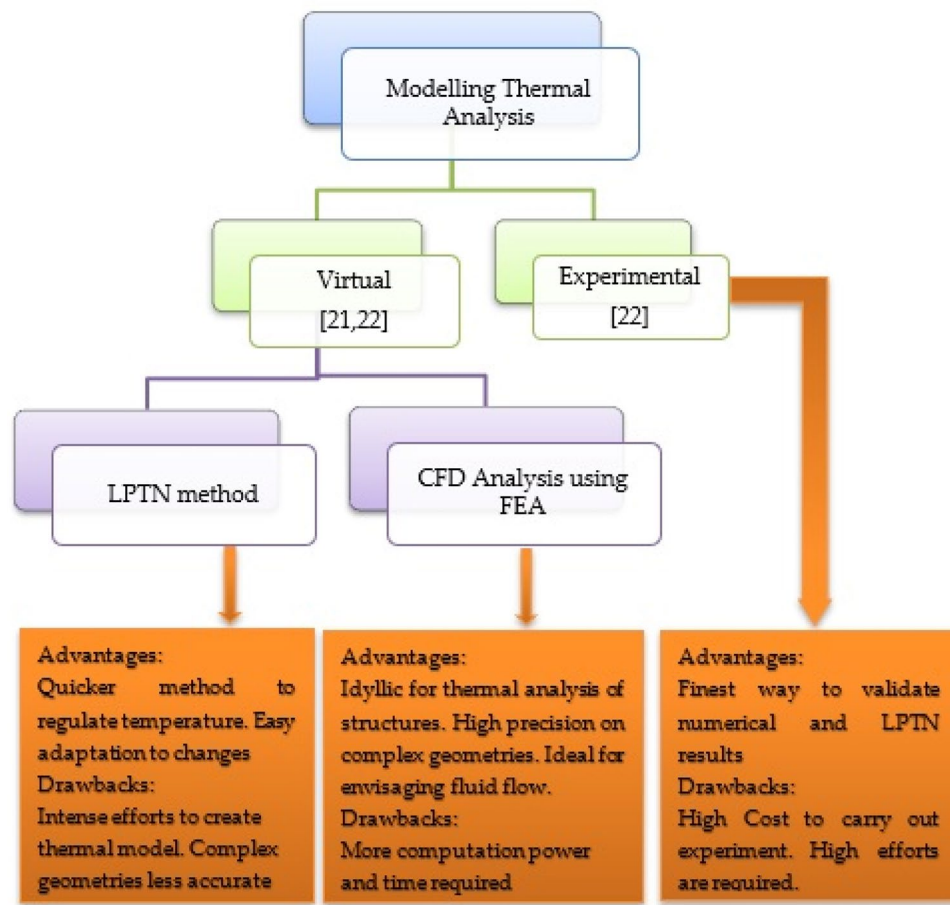 Modelling Thermal
Analysis
Virtual
[21,22]
Experimental
[22]
LPTN method
CFD Analysis using
FEA
Advantages:
Quicker method to
regulate temperature. Easy
adaptation to changes
Drawbacks:
Intense efforts to create
thermal model. Complex
geometries less accurate
Advantages:
Idyllic for thermal analysis of
structures. High precision on
complex geometries. Ideal for
envisaging fluid flow.
Drawbacks:
More computation power
and time required
Advantages:
Finest way to validate
numerical and LPTN
results
Drawbacks:
High Cost to carry out
experiment. High efforts
are required.